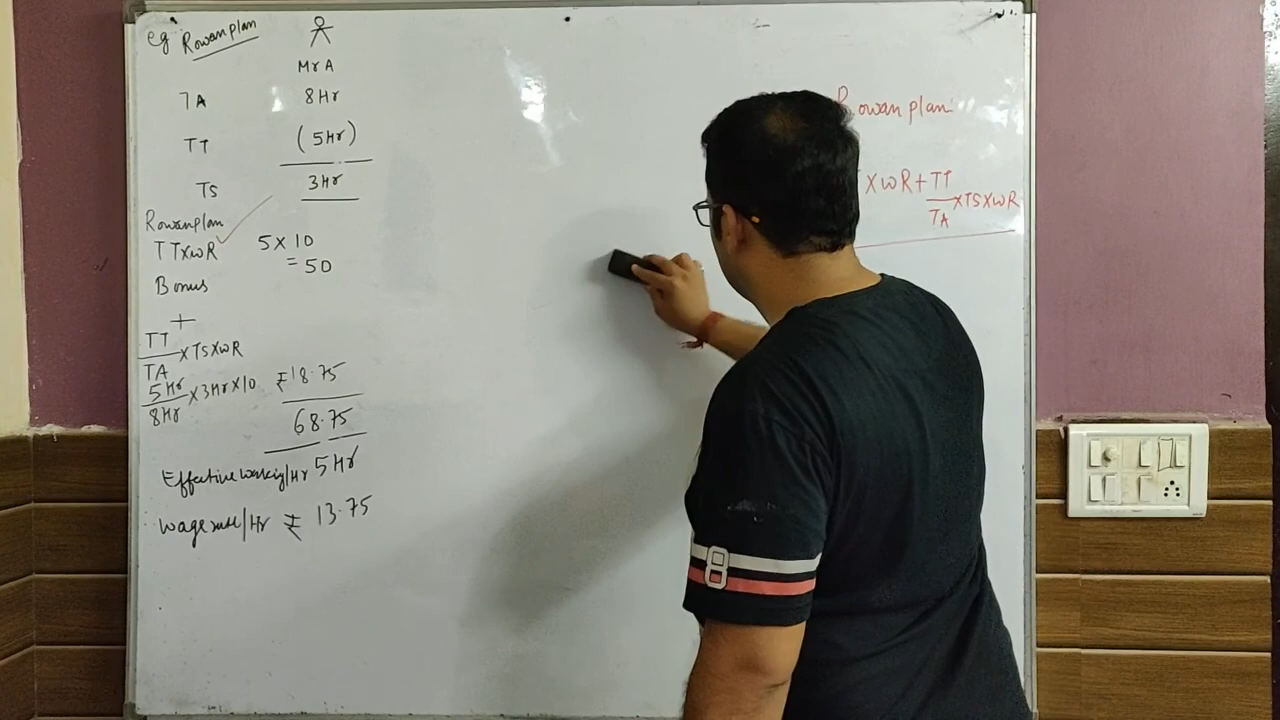 eg: Rowan plan
Mr A
TA 8Hr
TT (5Hr)
Ts 3Hr
Rowan plan
TTXWR 5 X 10
= 50
Bonus
+
TT
TA
X Ts X WR
5Hr
8Hr
X 3Hr X 10 ₹18.75
68.75
Effective working/Hr 5Hr
wage rate/Hr ₹ 13.75
Rowan plan
X WR + TT
TA
X TS X WR
8